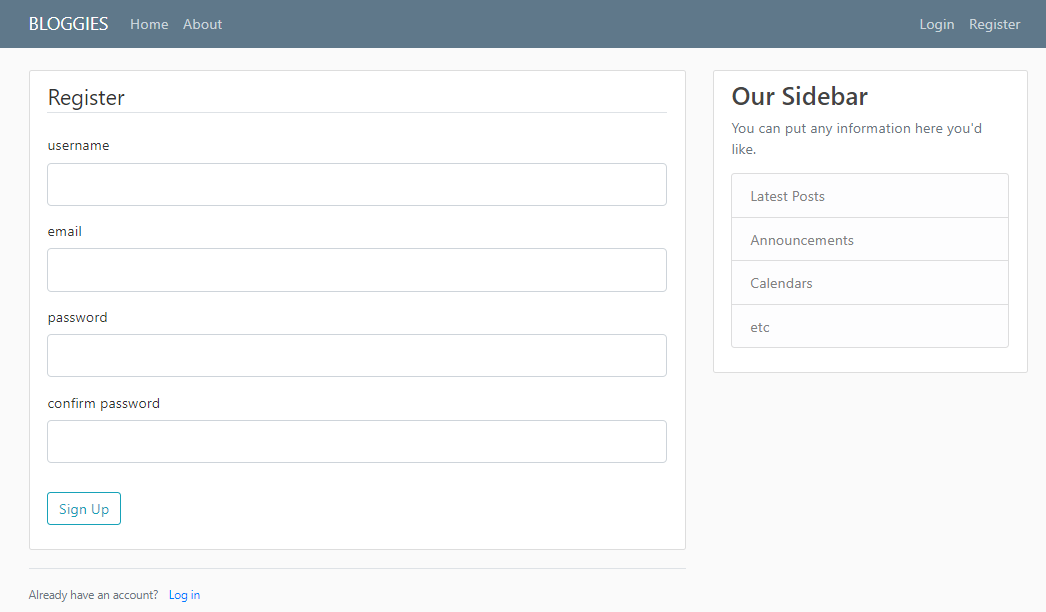 BLOGGIES Home About Login Register
Register
username
email
password
confirm password
Sign Up
Already have an account? Log in
Our Sidebar
You can put any information here you'd
like.
Latest Posts
Announcements
Calendars
etc